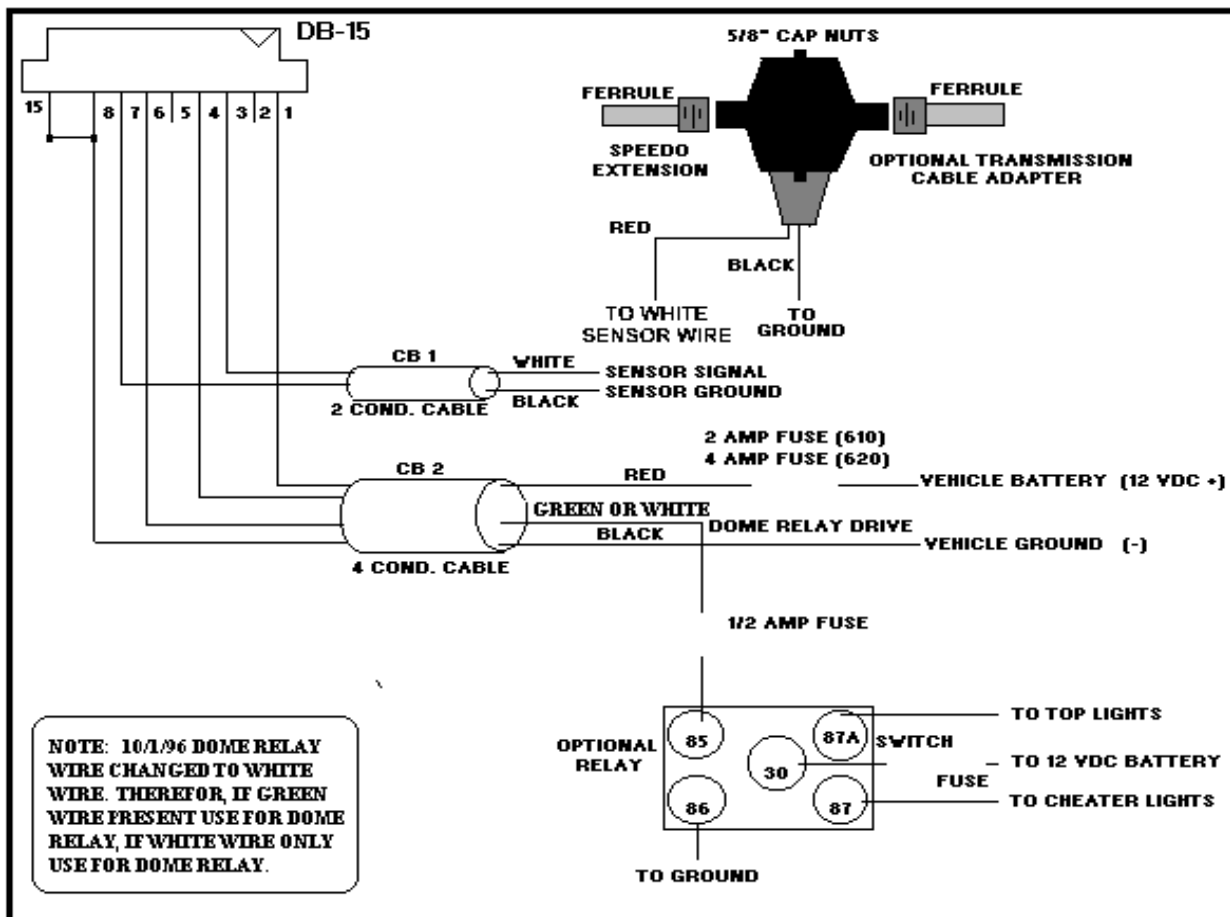 DB-15
15 8 7 6 5 4 3 2 1
5/8" CAP NUTS
FERRULE
FERRULE
SPEEDO
EXTENSION
OPTIONAL TRANSMISSION
CABLE ADAPTER
RED
BLACK
TO WHITE
SENSOR WIRE
TO
GROUND
CB 1
WHITE
SENSOR SIGNAL
BLACK
SENSOR GROUND
2 COND. CABLE
2 AMP FUSE (610)
4 AMP FUSE (620)
CB 2
RED
VEHICLE BATTERY (12 VDC +)
GREEN OR WHITE
DOME RELAY DRIVE
BLACK
VEHICLE GROUND (-)
4 COND. CABLE
1/2 AMP FUSE
OPTIONAL
RELAY
85
87A
30
86
87
SWITCH
TO TOP LIGHTS
TO 12 VDC BATTERY
FUSE
TO CHEATER LIGHTS
TO GROUND
NOTE: 10/1/96 DOME RELAY
WIRE CHANGED TO WHITE
WIRE. THEREFOR, IF GREEN
WIRE PRESENT USE FOR DOME
RELAY, IF WHITE WIRE ONLY
USE FOR DOME RELAY.